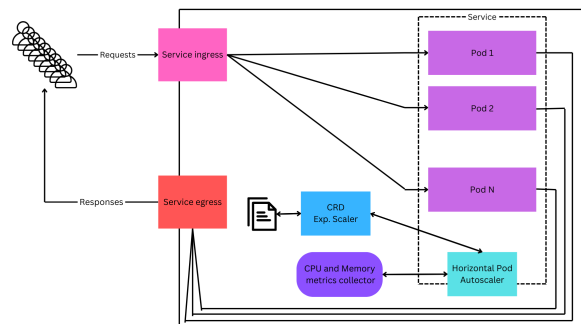 Service
Requests
Service ingress
Pod 1
Pod 2
Pod N
Responses
Service egress
CRD
Exp. Scaler
CPU and Memory
metrics collector
Horizontal Pod
Autoscaler